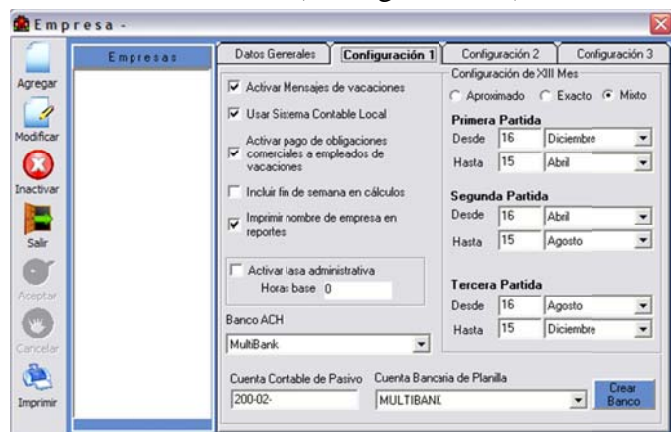 Empresa -
Agregar
Modificar
Inactivar
Salir
Aceptar
Cancelar
Imprimir
Empresas
Datos Generales
Configuración 1
Configuración 2
Configuración 3
Activar Mensajes de vacaciones
Usar Sistema Contable Local
Activar pago de obligaciones
comerciales a empleados de
vacaciones
Incluir fin de semana en cálculos
Imprimir nombre de empresa en
reportes
Activar tasa administrativa
Horas base 0
Banco ACH
MultiBank
Cuenta Contable de Pasivo
200-02-
Configuración de XIII Mes
Aproximado Exacto Mixto
Primera Partida
Desde 16 Diciembre
Hasta 15 Abril
Segunda Partida
Desde 16 Abril
Hasta 15 Agosto
Tercera Partida
Desde 16 Agosto
Hasta 15 Diciembre
Cuenta Bancaria de Planilla
MULTIBANK
Crear
Banco